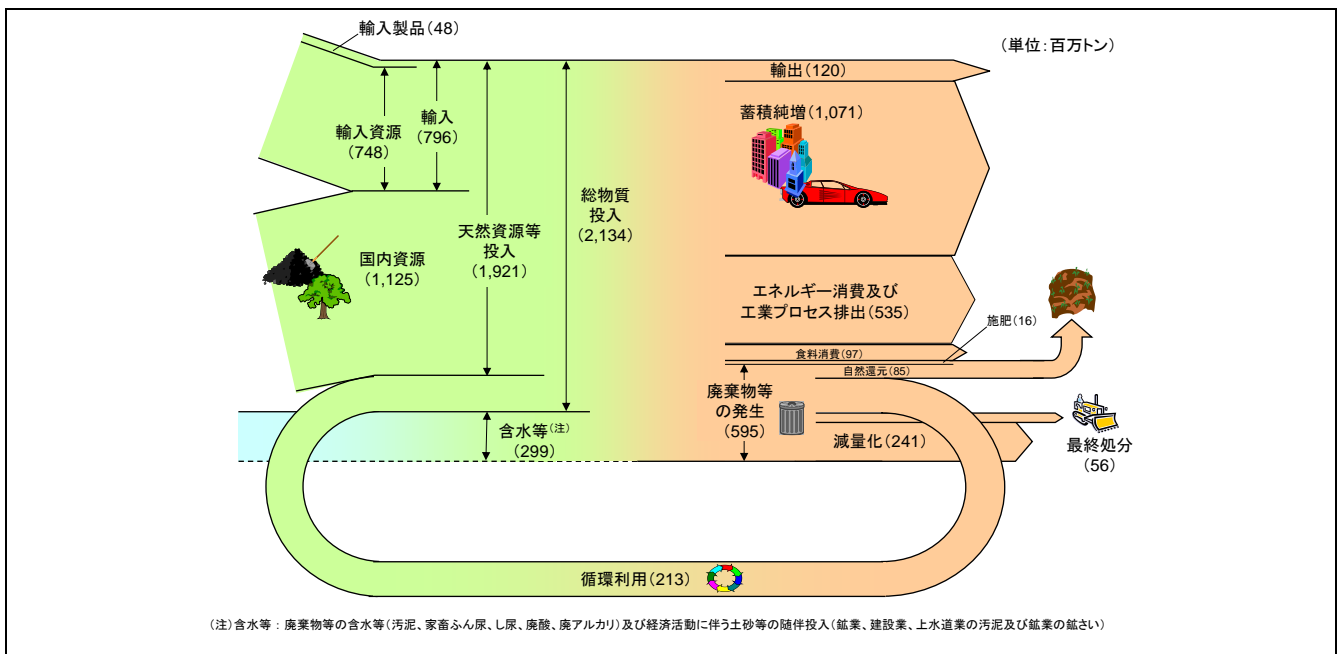 輸入製品(48)
(単位:百万トン)
輸出(120)
蓄積純増(1,071)
輸入
(796)
輸入資源
(748)
総物質
投入
(2,134)
天然資源等
投入
(1,921)
国内資源
(1,125)
エネルギー消費及び
工業プロセス排出(535)
施肥(16)
食料消費(97)
自然還元(85)
廃棄物等
の発生
(595)
含水等(注)
(299)
減量化(241)
最終処分
(56)
循環利用(213)
(注)含水等:廃棄物等の含水等(汚泥、家畜ふん尿、し尿、廃酸、廃アルカリ)及び経済活動に伴う土砂等の随伴投入(鉱業、建設業、上水道業の汚泥及び鉱業の鉱さい)